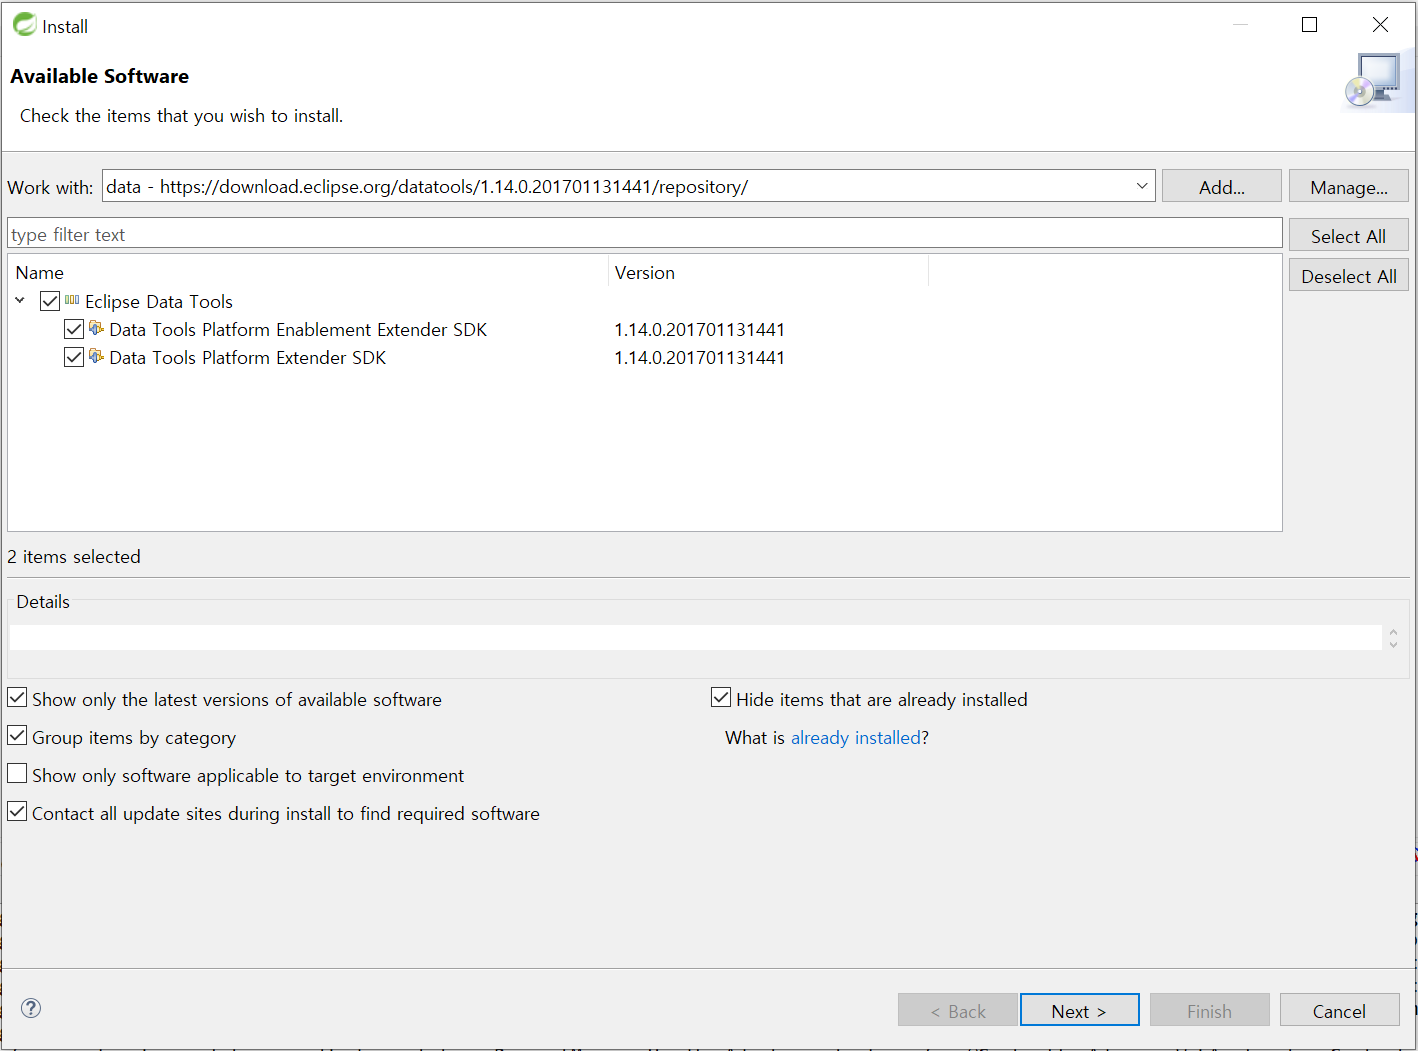 Install
Available Software
Check the items that you wish to install.
Work with: data - https://download.eclipse.org/datatools/1.14.0.201701131441/repository/ Add... Manage...
type filter text Select All
Deselect All
Name Version
Eclipse Data Tools
Data Tools Platform Enablement Extender SDK 1.14.0.201701131441
Data Tools Platform Extender SDK 1.14.0.201701131441
2 items selected
Details
Show only the latest versions of available software Hide items that are already installed
Group items by category What is already installed?
Show only software applicable to target environment
Contact all update sites during install to find required software
? < Back Next > Finish Cancel